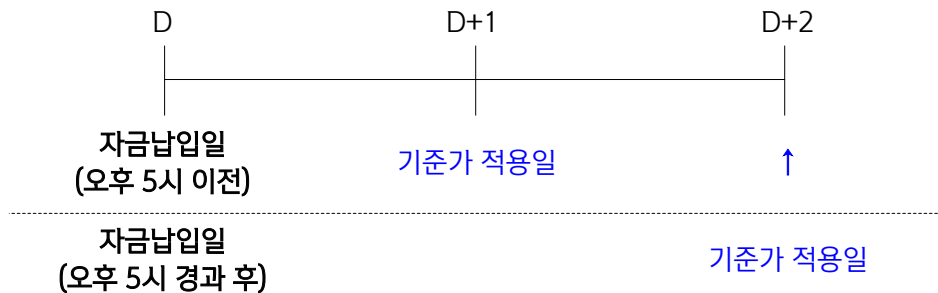 D D+1 D+2
자금납입일
(오후 5시 이전)
기준가 적용일
↑
자금납입일
(오후 5시 경과 후)
기준가 적용일